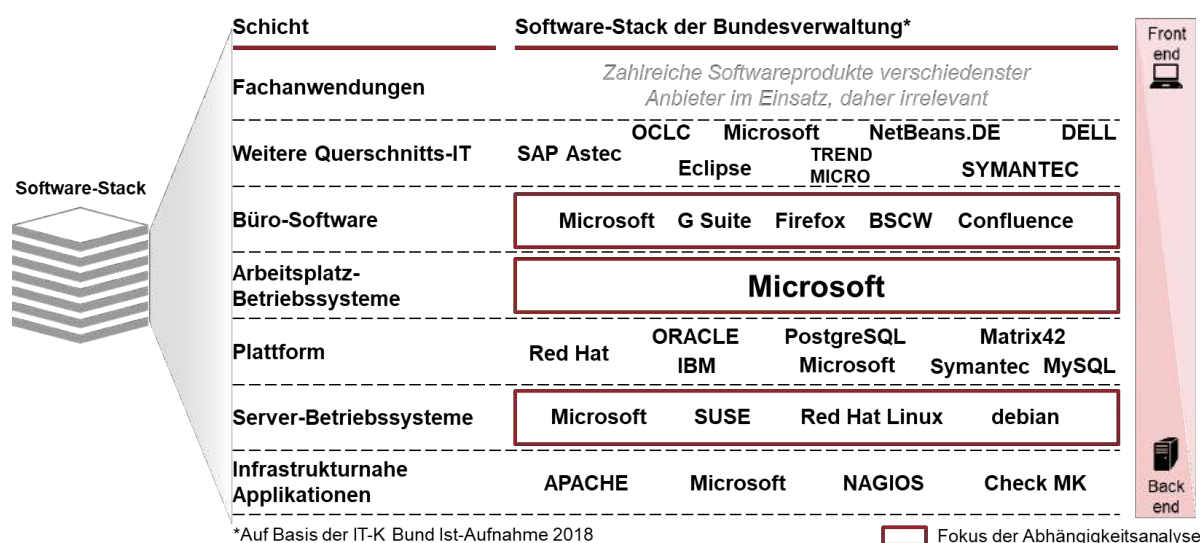 Schicht
Software-Stack der Bundesverwaltung*
Front
end
Fachanwendungen
Zahlreiche Softwareprodukte verschiedenster
Anbieter im Einsatz, daher irrelevant
Weitere Querschnitts-IT
OCLC Microsoft NetBeans.DE DELL
SAP Astec
Eclipse
TREND
MICRO
SYMANTEC
Software-Stack
Büro-Software
Microsoft G Suite Firefox BSCW Confluence
Arbeitsplatz-
Betriebssysteme
Microsoft
Plattform
Red Hat
ORACLE PostgreSQL Matrix42
IBM Microsoft Symantec MySQL
Server-Betriebssysteme
Microsoft SUSE Red Hat Linux debian
Infrastrukturnahe
Applikationen
APACHE Microsoft NAGIOS Check MK
Back
end
*Auf Basis der IT-K Bund Ist-Aufnahme 2018
Fokus der Abhängigkeitsanalyse